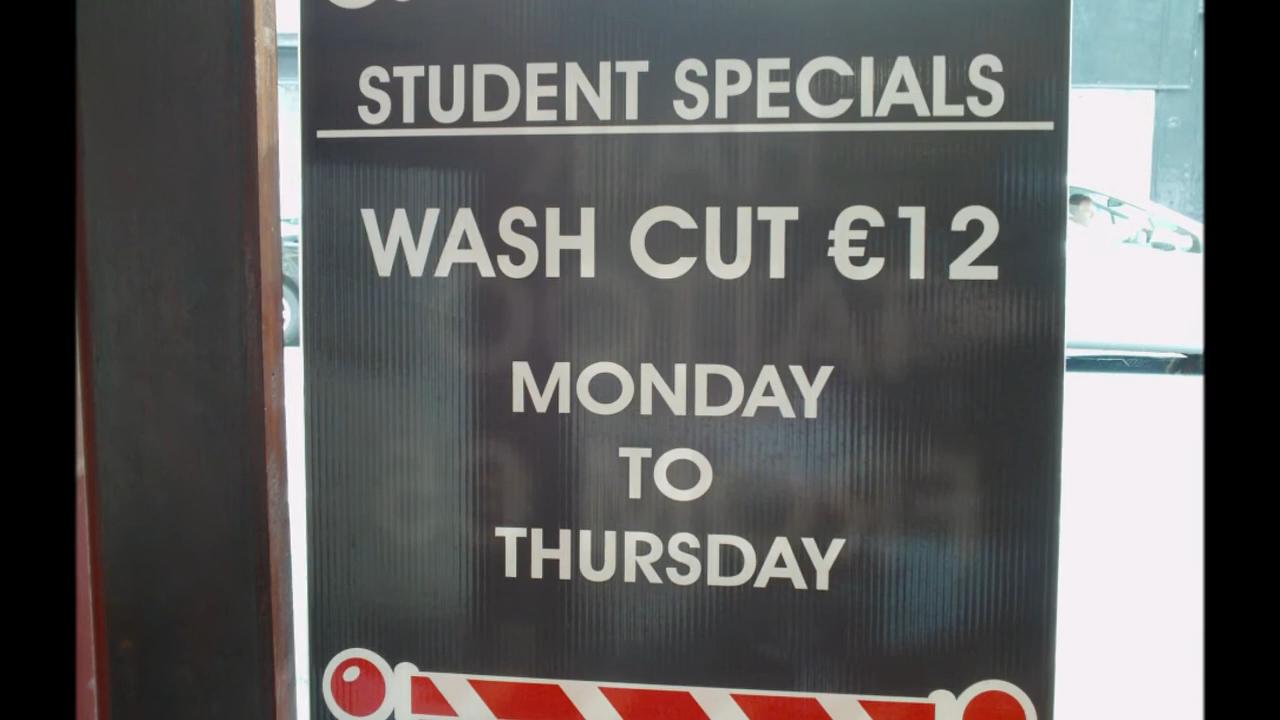 STUDENT SPECIALS
WASH CUT €12
MONDAY
TO
THURSDAY